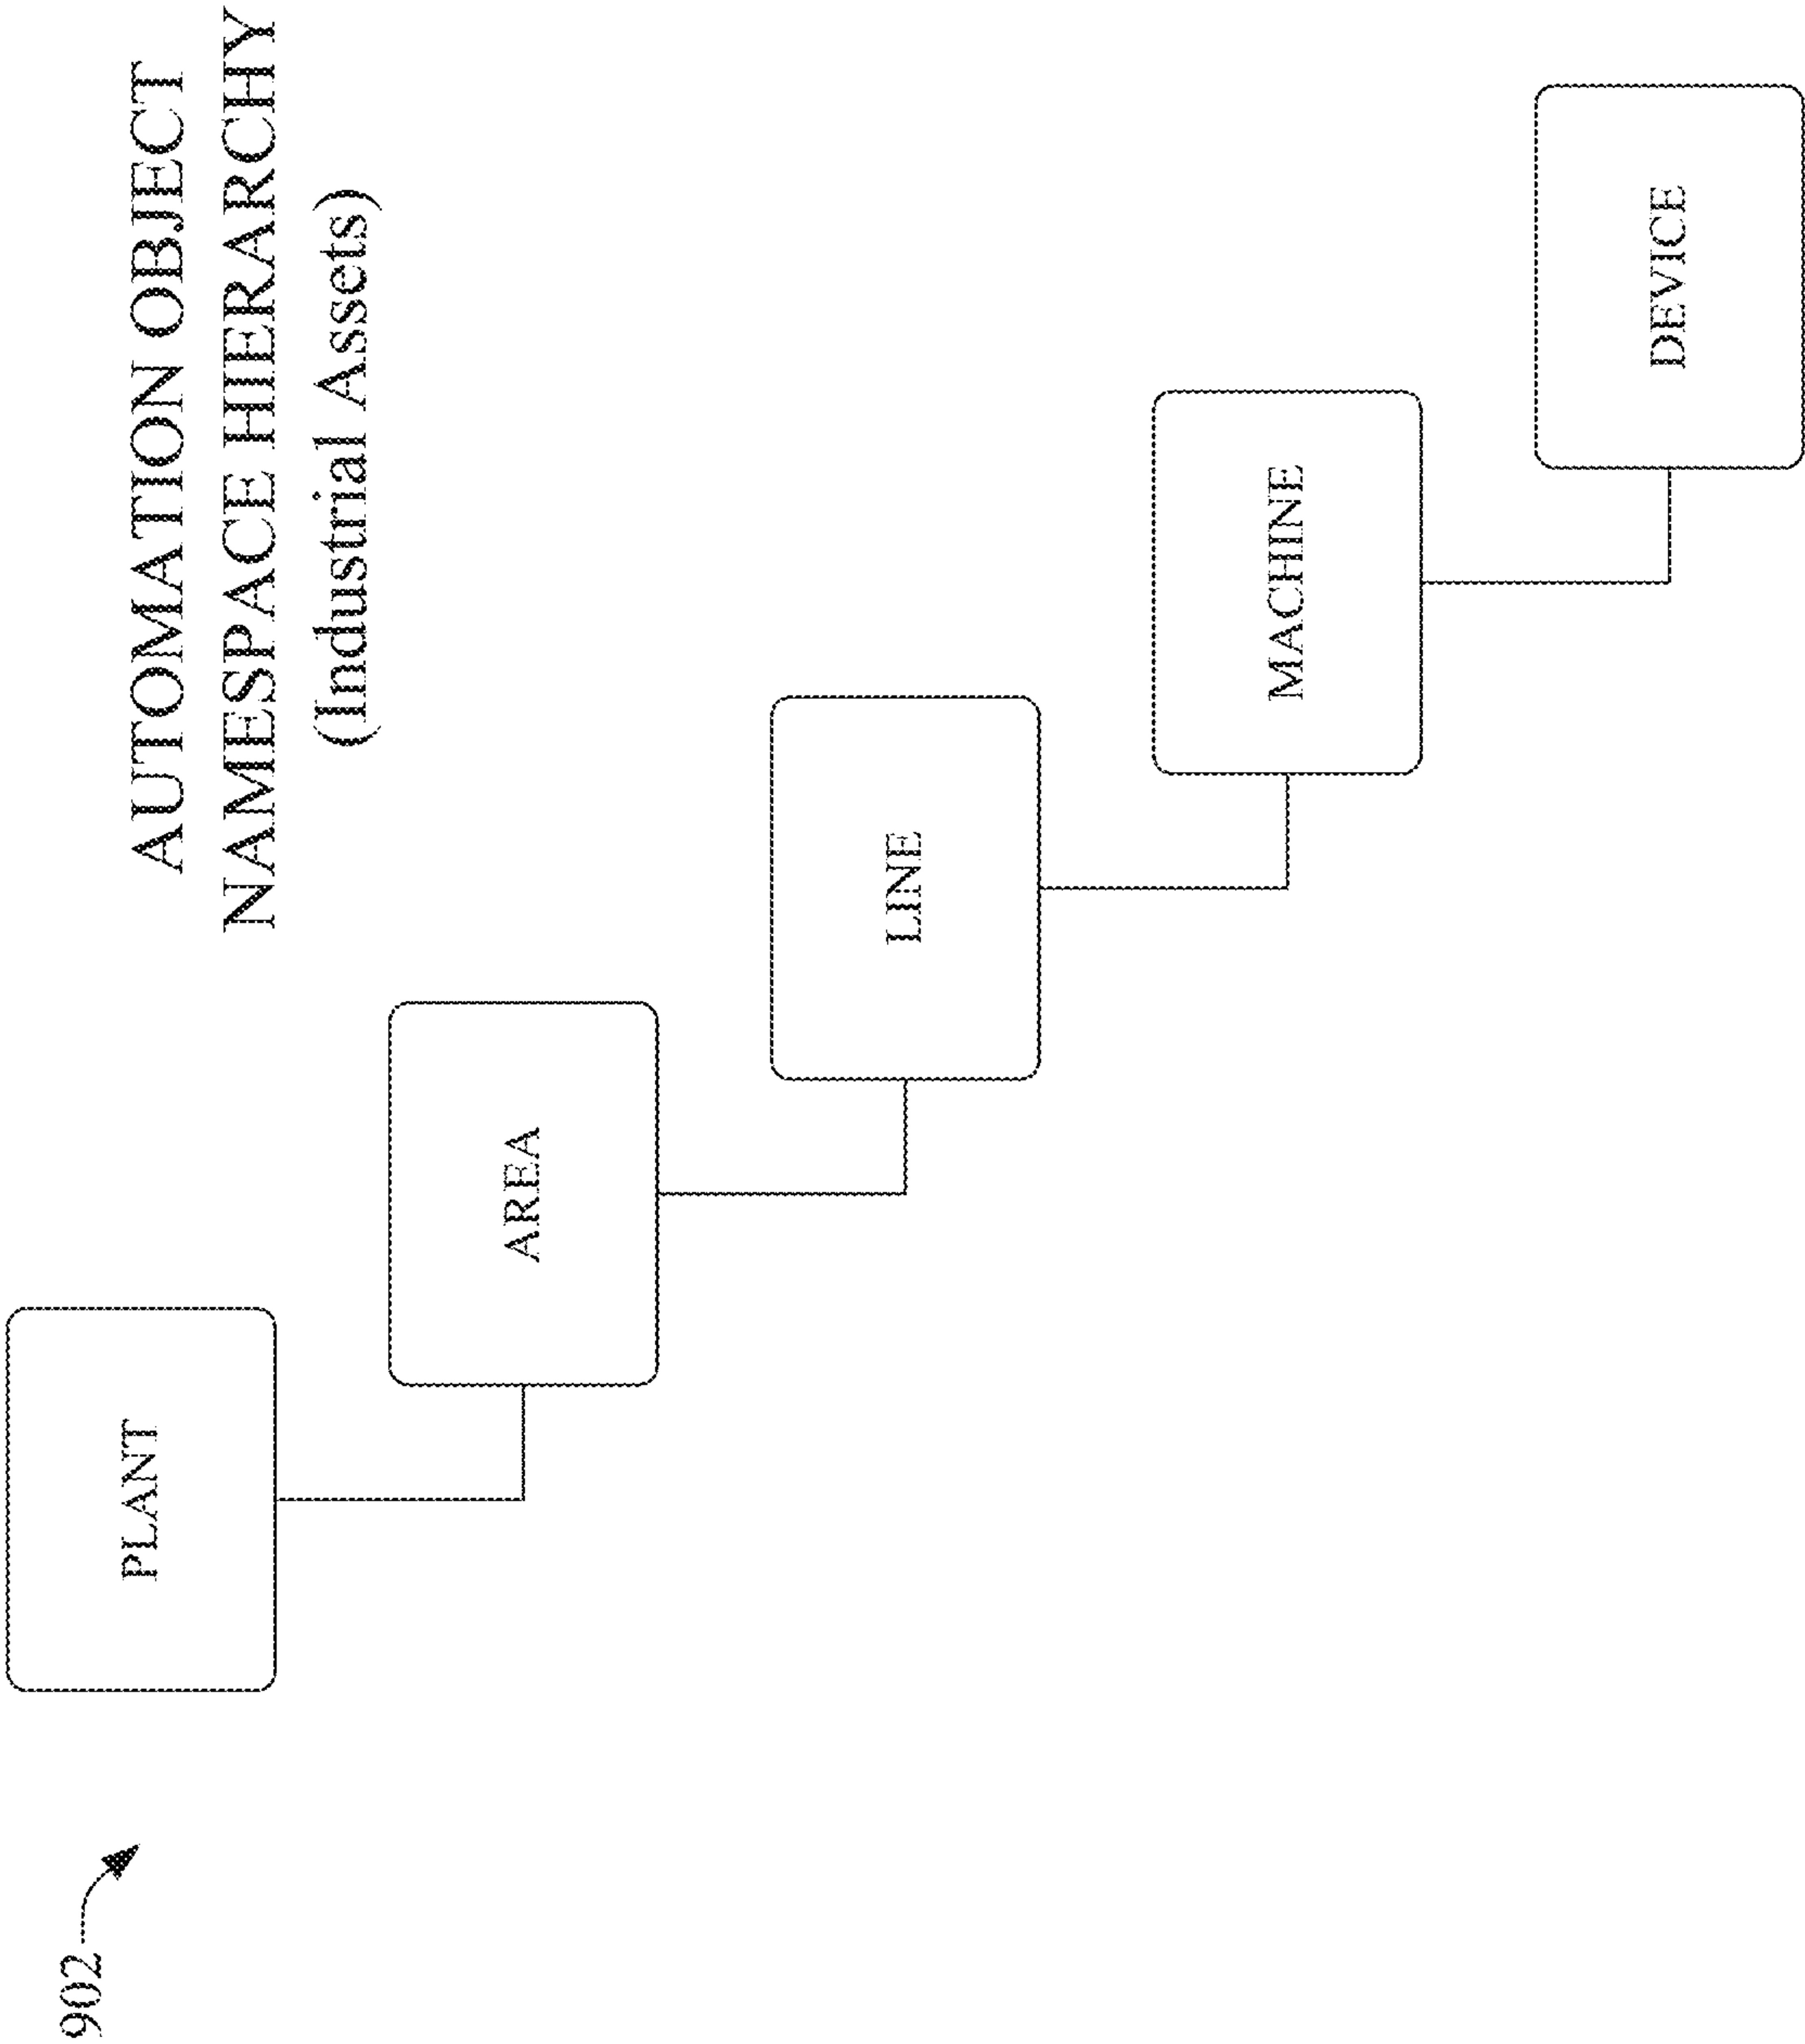 902
AUTOMATION OBJECT
NAMESPACE HIERARCHY
(Industrial Assets)
PLANT
AREA
LINE
MACHINE
DEVICE